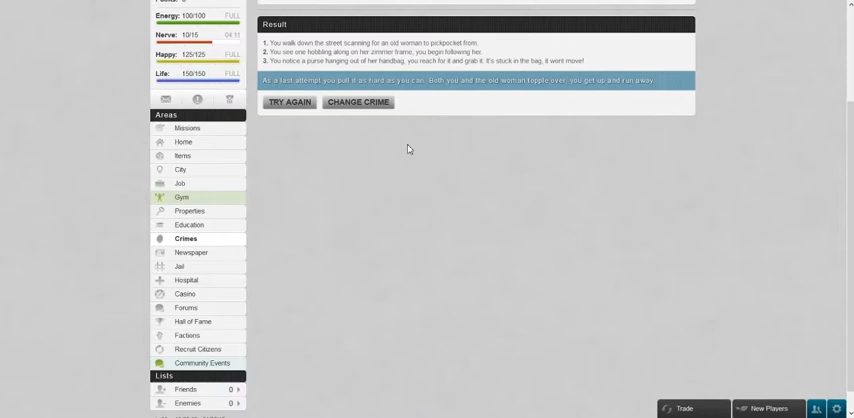 Energy: 100/100 FULL
Nerve: 10/15 04:11
Happy: 125/125 FULL
Life: 150/150 FULL
Areas
Missions
Home
Items
City
Job
Gym
Properties
Education
Crimes
Newspaper
Jail
Hospital
Casino
Forums
Hall of Fame
Factions
Recruit Citizens
Community Events
Lists
Friends 0
Enemies 0
Result
1. You walk down the street scanning for an old woman to pickpocket from.
2. You see one hobbling along on her zimmer frame, you begin following her.
3. You notice a purse hanging out of her handbag, you reach for it and grab it. It's stuck in the bag, it wont move!
As a last attempt you pull it as hard as you can. Both you and the old woman topple over, you get up and run away.
TRY AGAIN CHANGE CRIME
Trade New Players